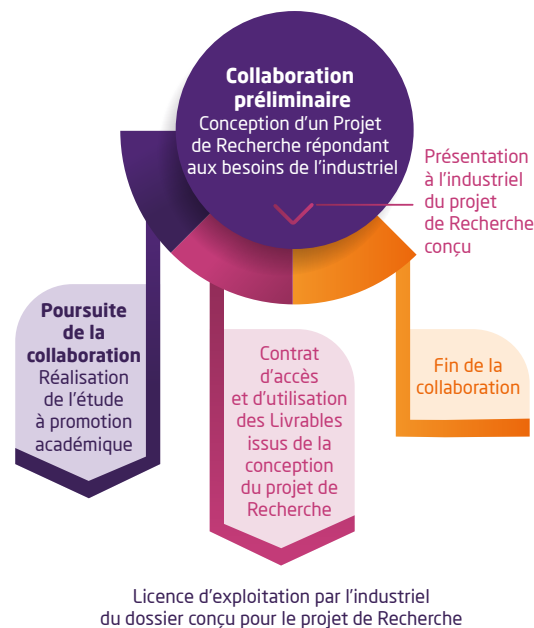 Collaboration
préliminaire
Conception d'un Projet
de Recherche répondant
aux besoins de l'industriel
Présentation
à l'industriel
du projet
de Recherche
conçu
Poursuite
de la
collaboration
Réalisation
de l'étude
à promotion
académique
Contrat
d'accès
et d'utilisation
des Livrables
issus de la
conception
du projet de
Recherche
Fin de la
collaboration
Licence d'exploitation par l'industriel
du dossier conçu pour le projet de Recherche